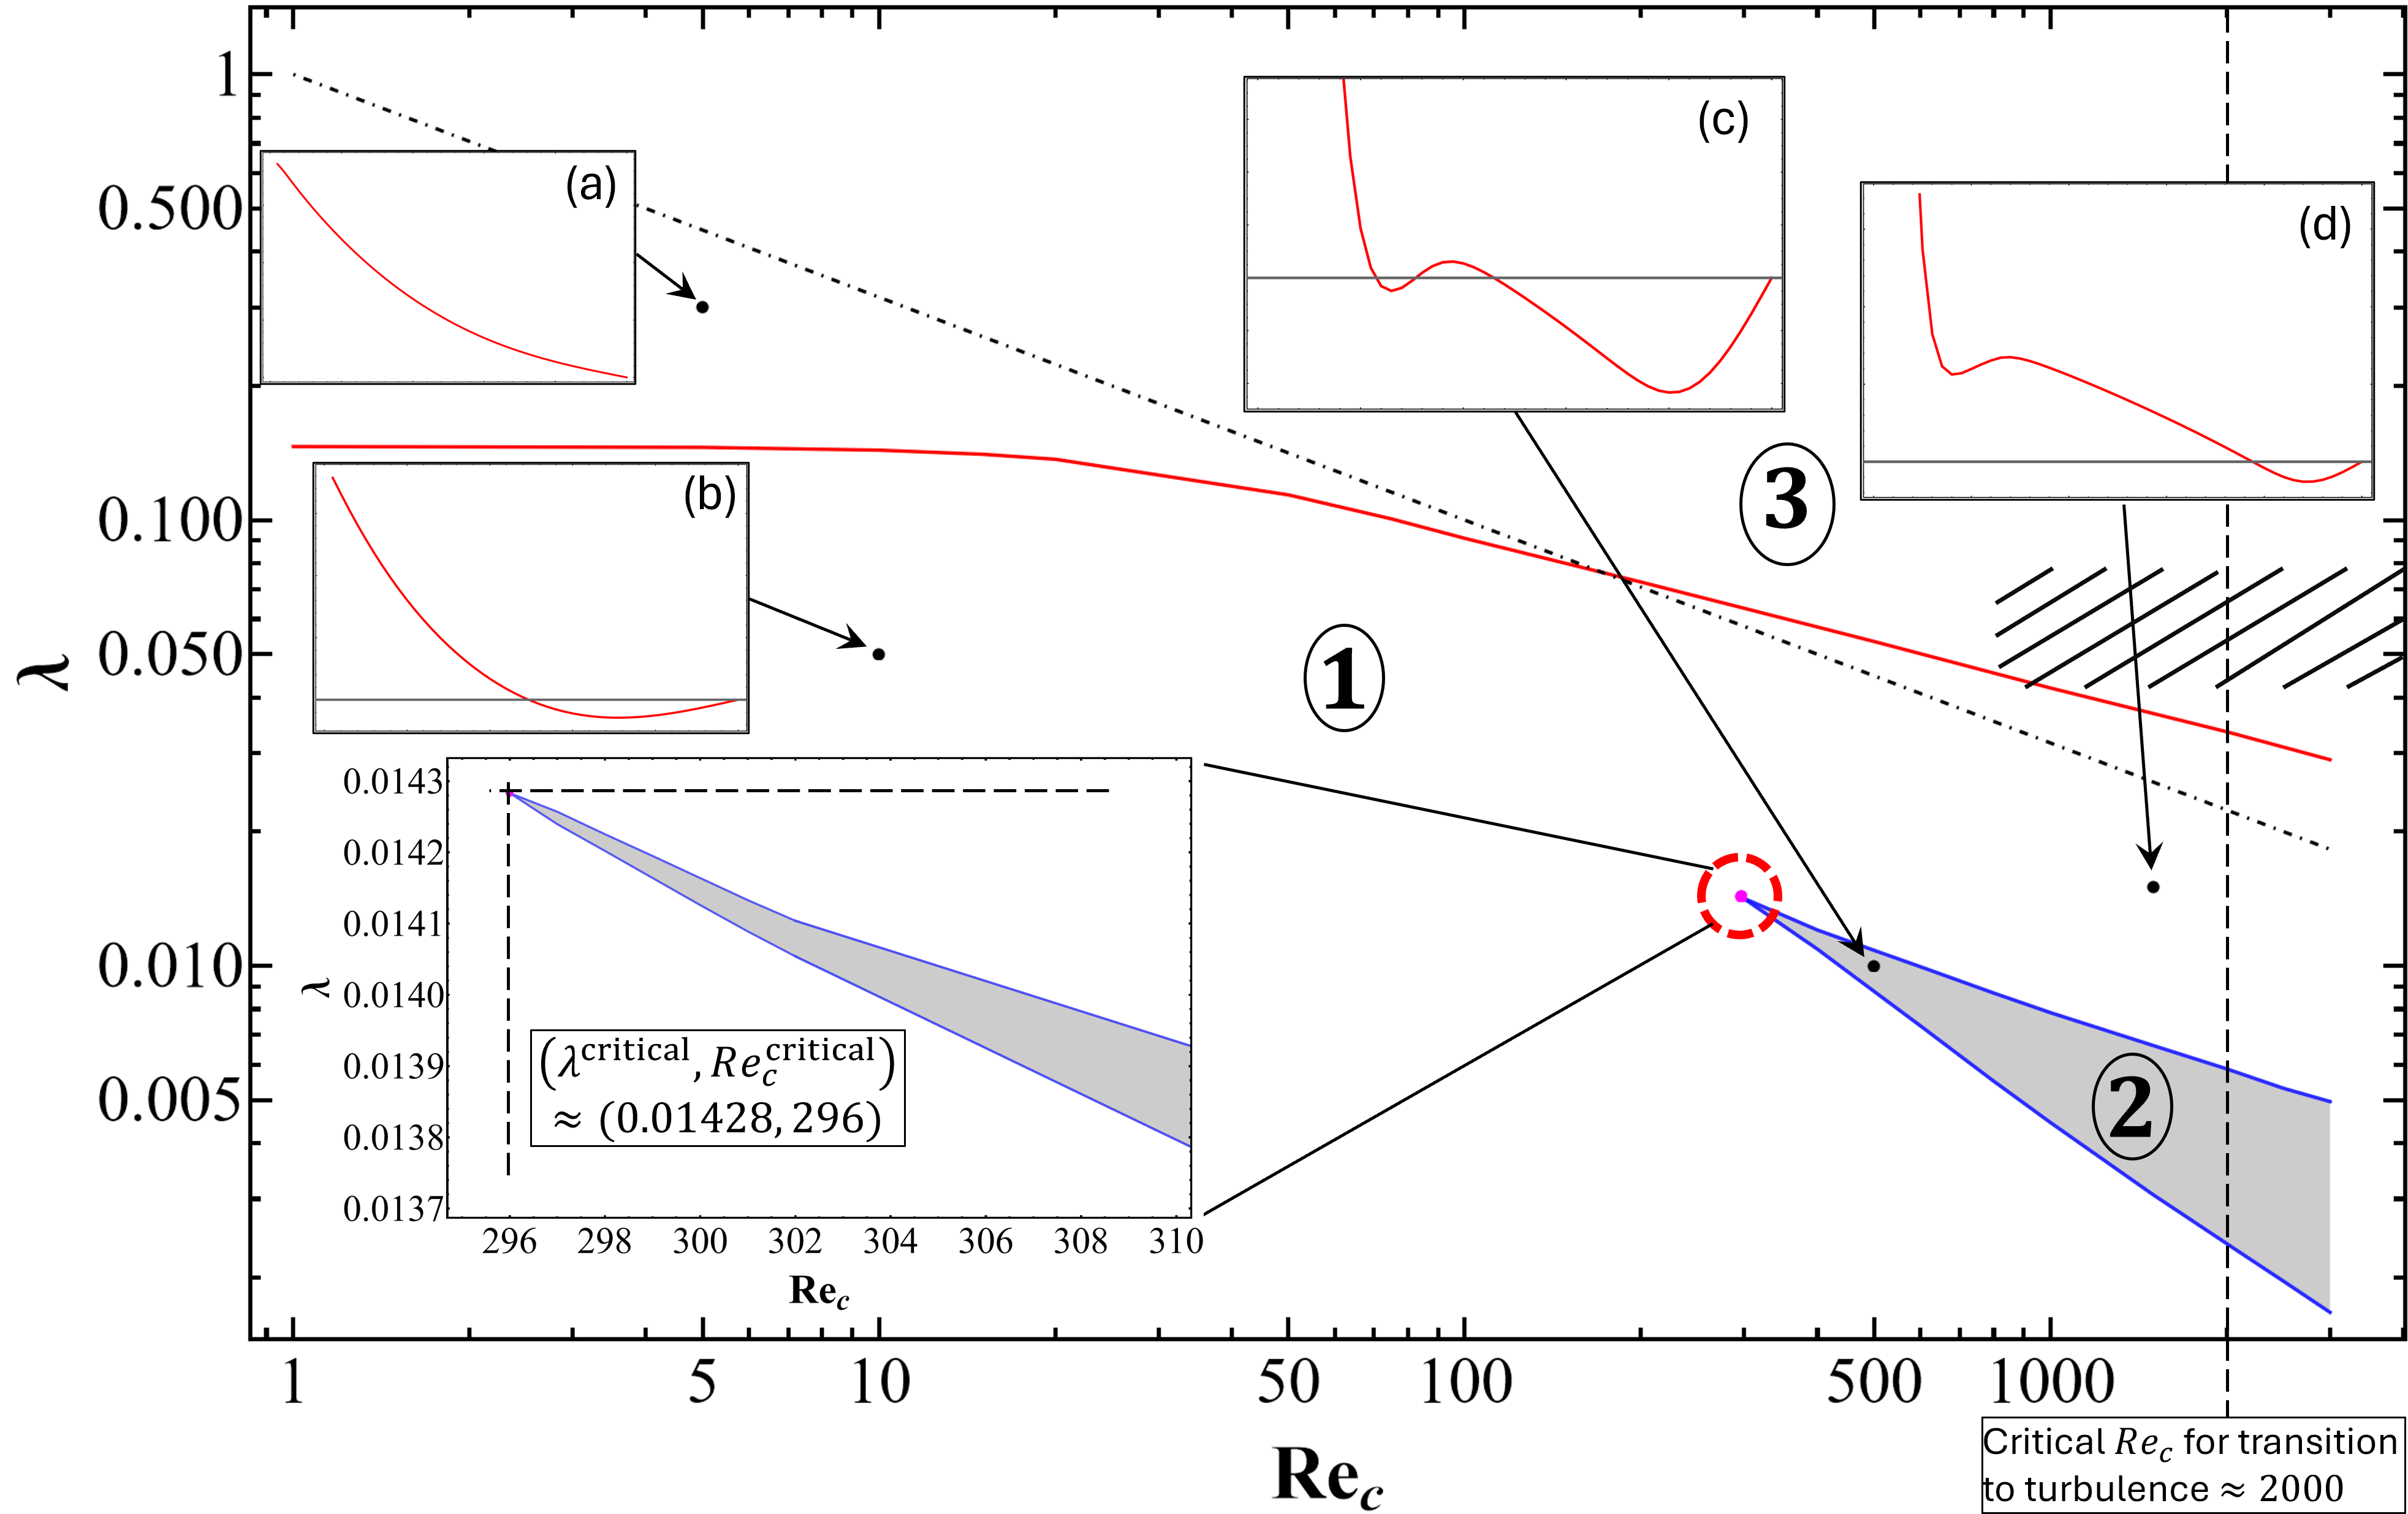 1
0.500
0.100
0.050
0.010
0.005
λ
(a)
(b)
(c)
(d)
1
3
2
0.0143
0.0142
0.0141
0.0140
0.0139
0.0138
0.0137
λ
(λ^critical, Re_c^critical)
≈ (0.01428, 296)
296 298 300 302 304 306 308 310
Re_c
1 5 10 50 100 500 1000
Re_c
Critical Re_c for transition
to turbulence ≈ 2000